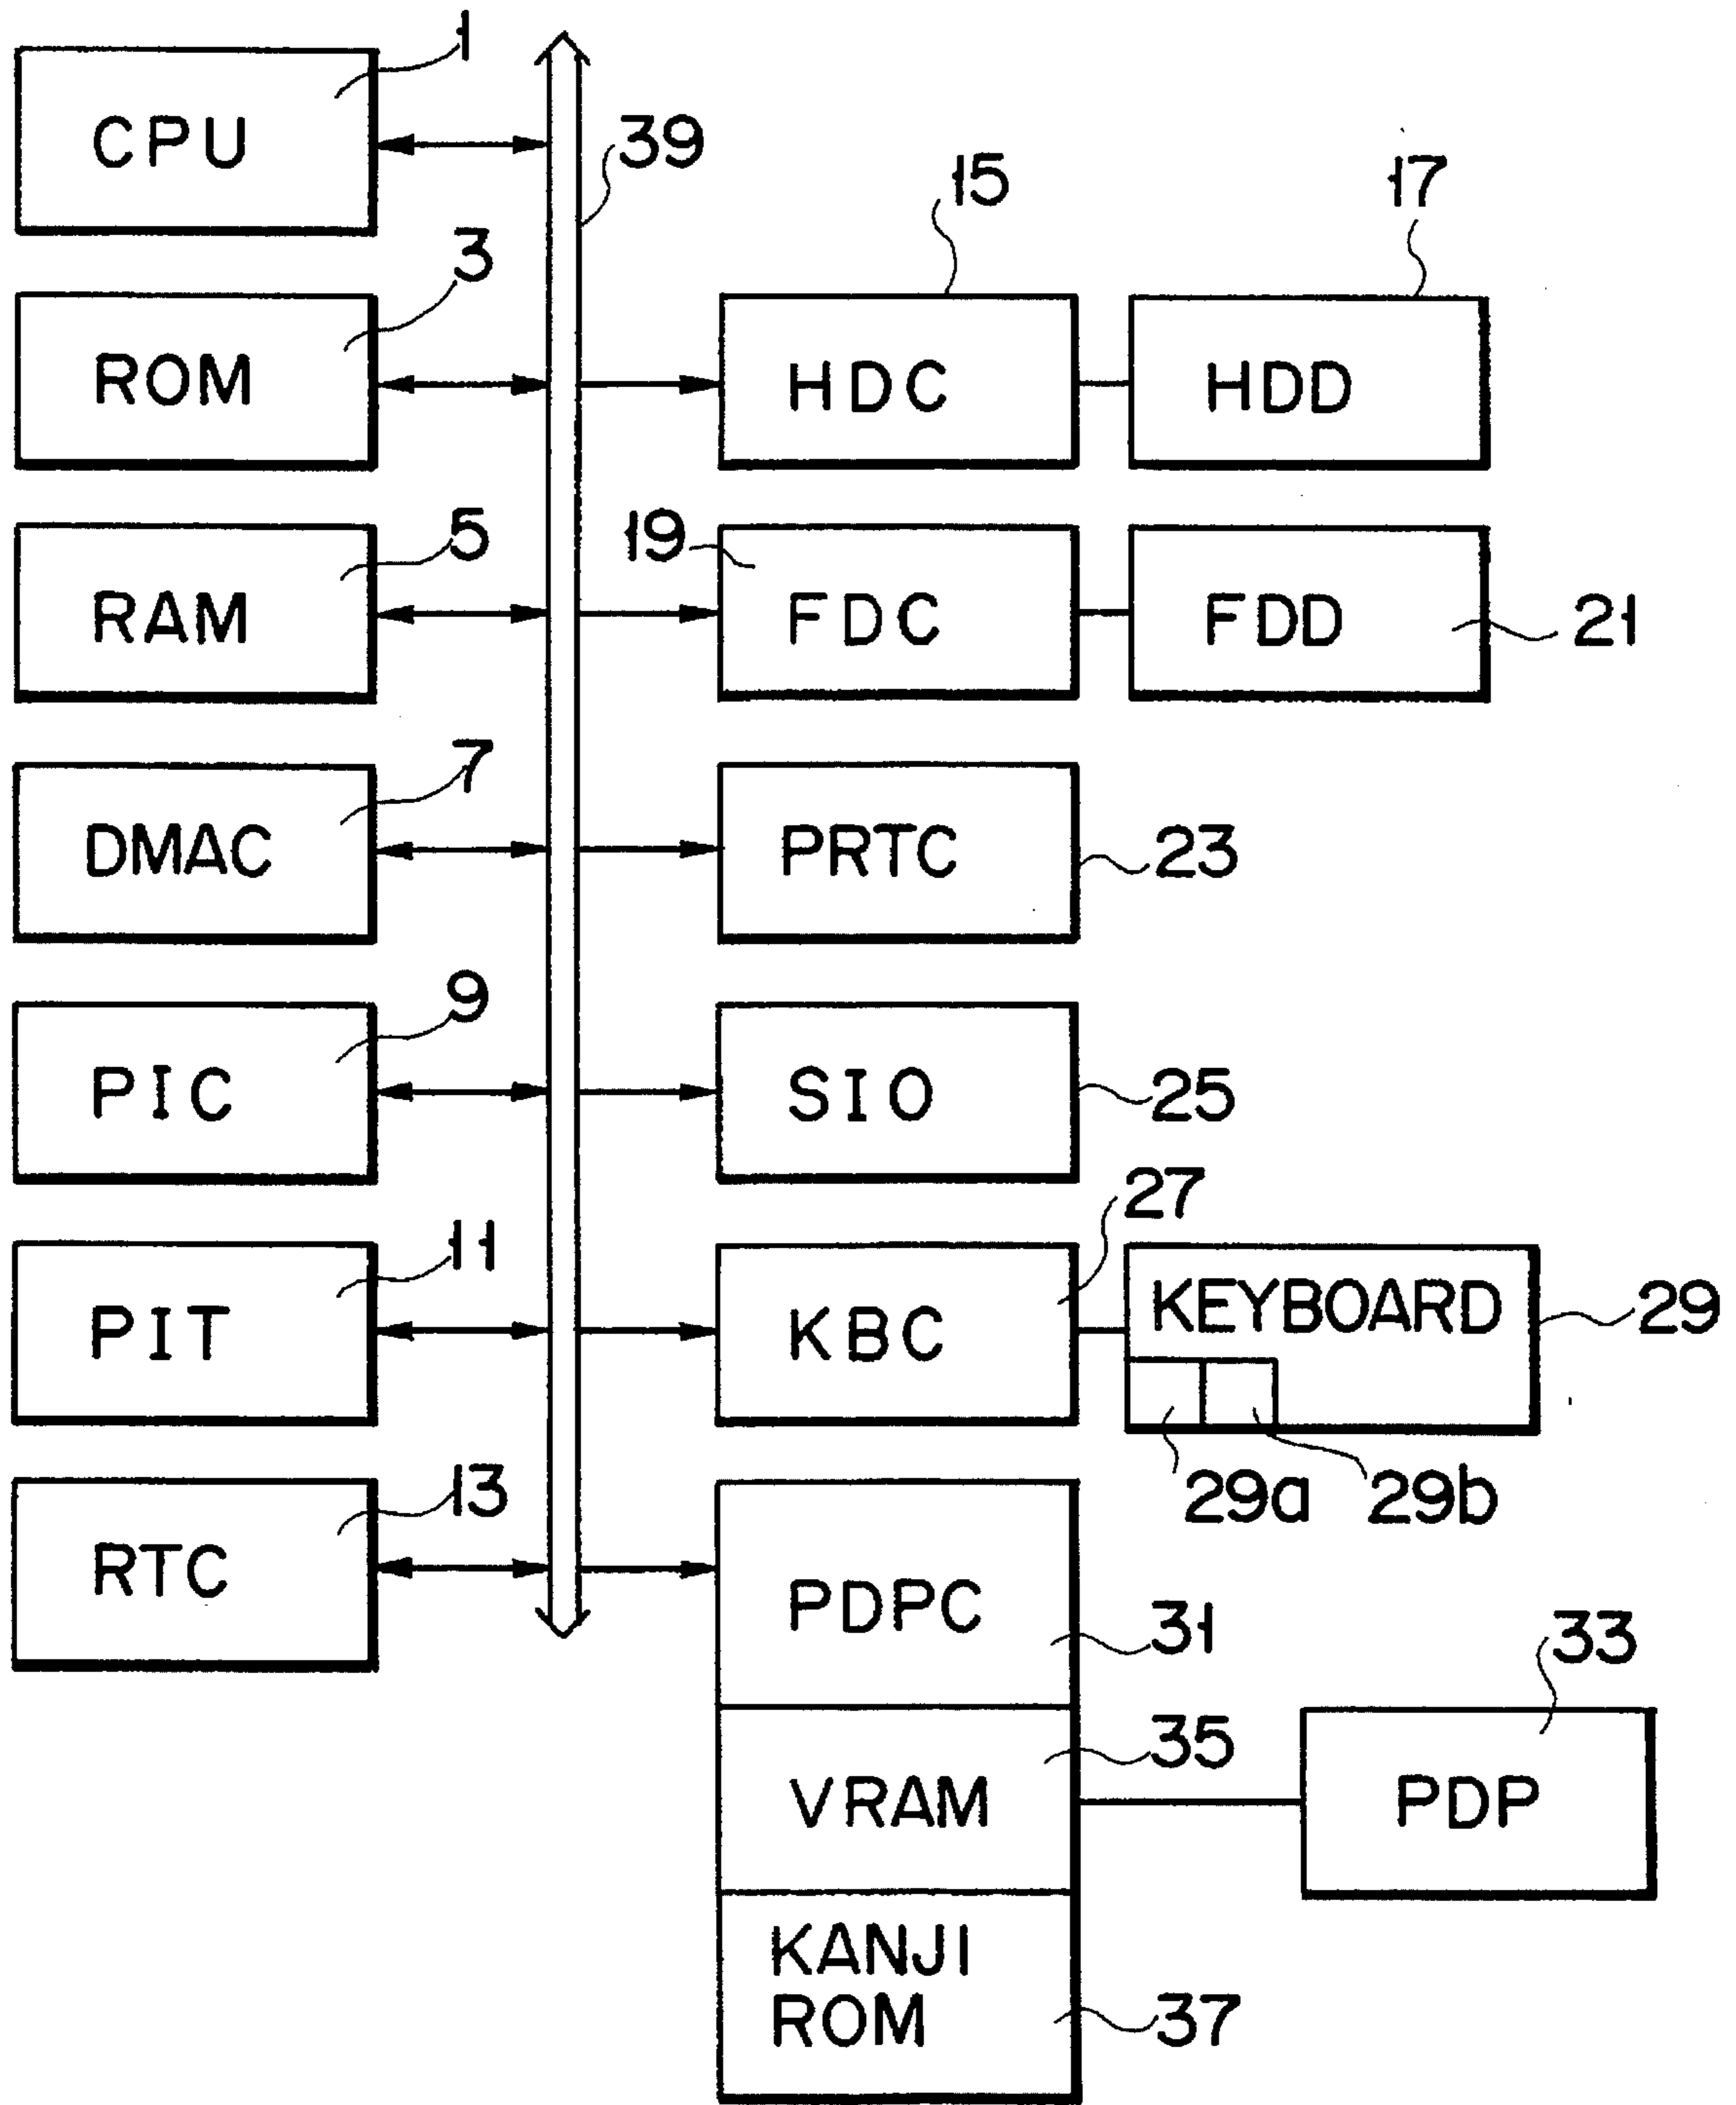 1
CPU
39
15
17
3
ROM
HDC
HDD
5
19
RAM
FDC
FDD
21
7
DMAC
PRTC
23
9
PIC
SIO
25
27
11
PIT
KBC
KEYBOARD
29
29a
29b
13
RTC
PDPC
31
33
35
VRAM
PDP
KANJI
ROM
37